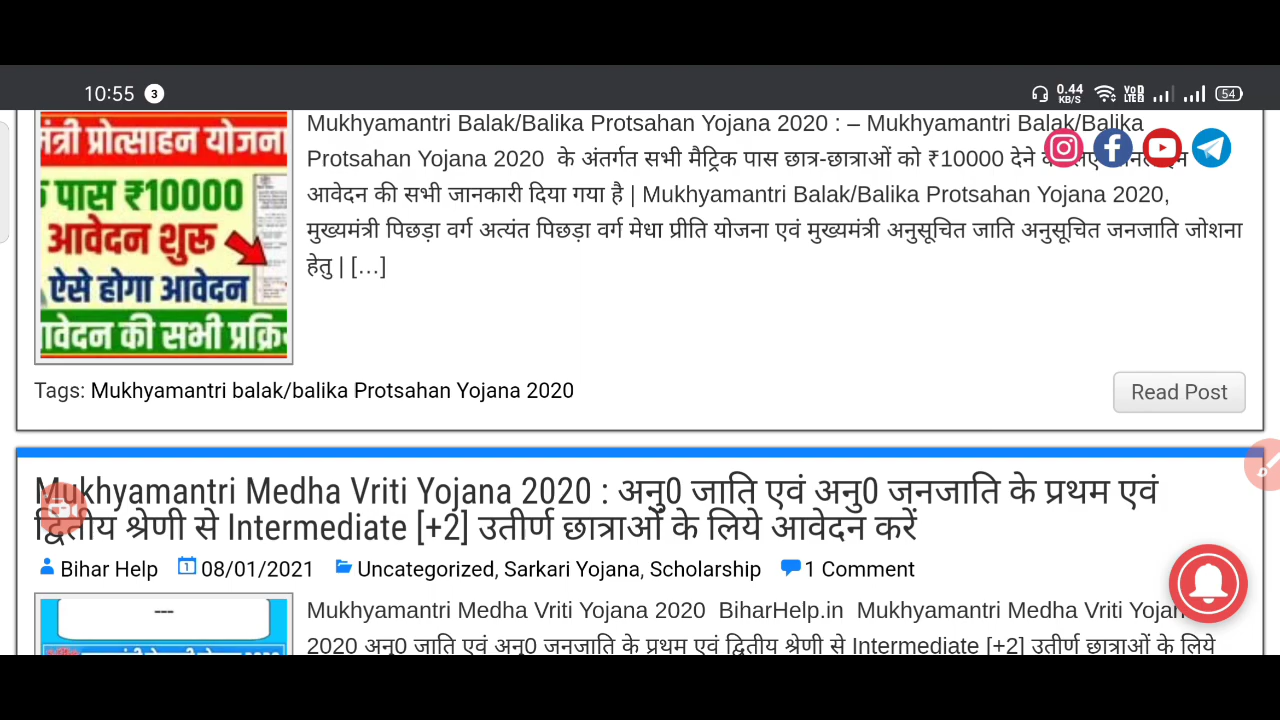 10:55 3 0.44 KB/S VoD LTE2 54
मंत्री प्रोत्साहन योजना
पास ₹10000
आवेदन शुरू
ऐसे होगा आवेदन
आवेदन की सभी
Mukhyamantri Balak/Balika Protsahan Yojana 2020 : – Mukhyamantri Balak/Balika
Protsahan Yojana 2020 के अंतर्गत सभी मैट्रिक पास छात्र-छात्राओं को ₹10000 देने
आवेदन की सभी जानकारी दिया गया है | Mukhyamantri Balak/Balika Protsahan Yojana 2020,
मुख्यमंत्री पिछड़ा वर्ग अत्यंत पिछड़ा वर्ग मेधा प्रीति योजना एवं मुख्यमंत्री अनुसूचित जाति अनुसूचित जनजाति जोशना
हेतु | […]
Tags: Mukhyamantri balak/balika Protsahan Yojana 2020
Read Post
Mukhyamantri Medha Vriti Yojana 2020 : अनु0 जाति एवं अनु0 जनजाति के प्रथम एवं
द्वितीय श्रेणी से Intermediate [+2] उतीर्ण छात्राओं के लिये आवेदन करें
Bihar Help 08/01/2021 Uncategorized, Sarkari Yojana, Scholarship 1 Comment
Mukhyamantri Medha Vriti Yojana 2020 BiharHelp.in Mukhyamantri Medha Vriti Yojana
2020 अनु0 जाति एवं अनु0 जनजाति के प्रथम एवं द्वितीय श्रेणी से Intermediate [+2] उतीर्ण छात्राओं के लिये